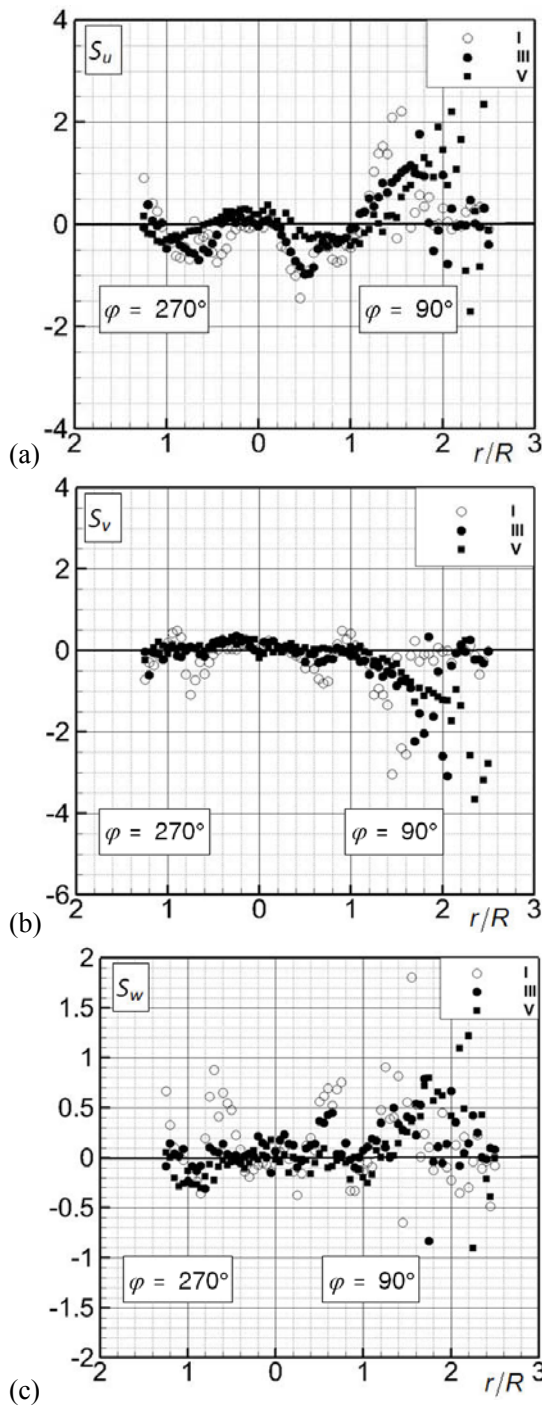 4
S_u
I
III
V
2
0
-2
φ = 270°
φ = 90°
-4
2 1 0 1 2 3
r/R
(a)
4
S_v
I
III
V
2
0
-2
-4
φ = 270°
φ = 90°
-6
2 1 0 1 2 3
r/R
(b)
2
S_w
I
III
V
1.5
1
0.5
0
-0.5
-1
φ = 270°
φ = 90°
-1.5
-2
2 1 0 1 2 3
r/R
(c)